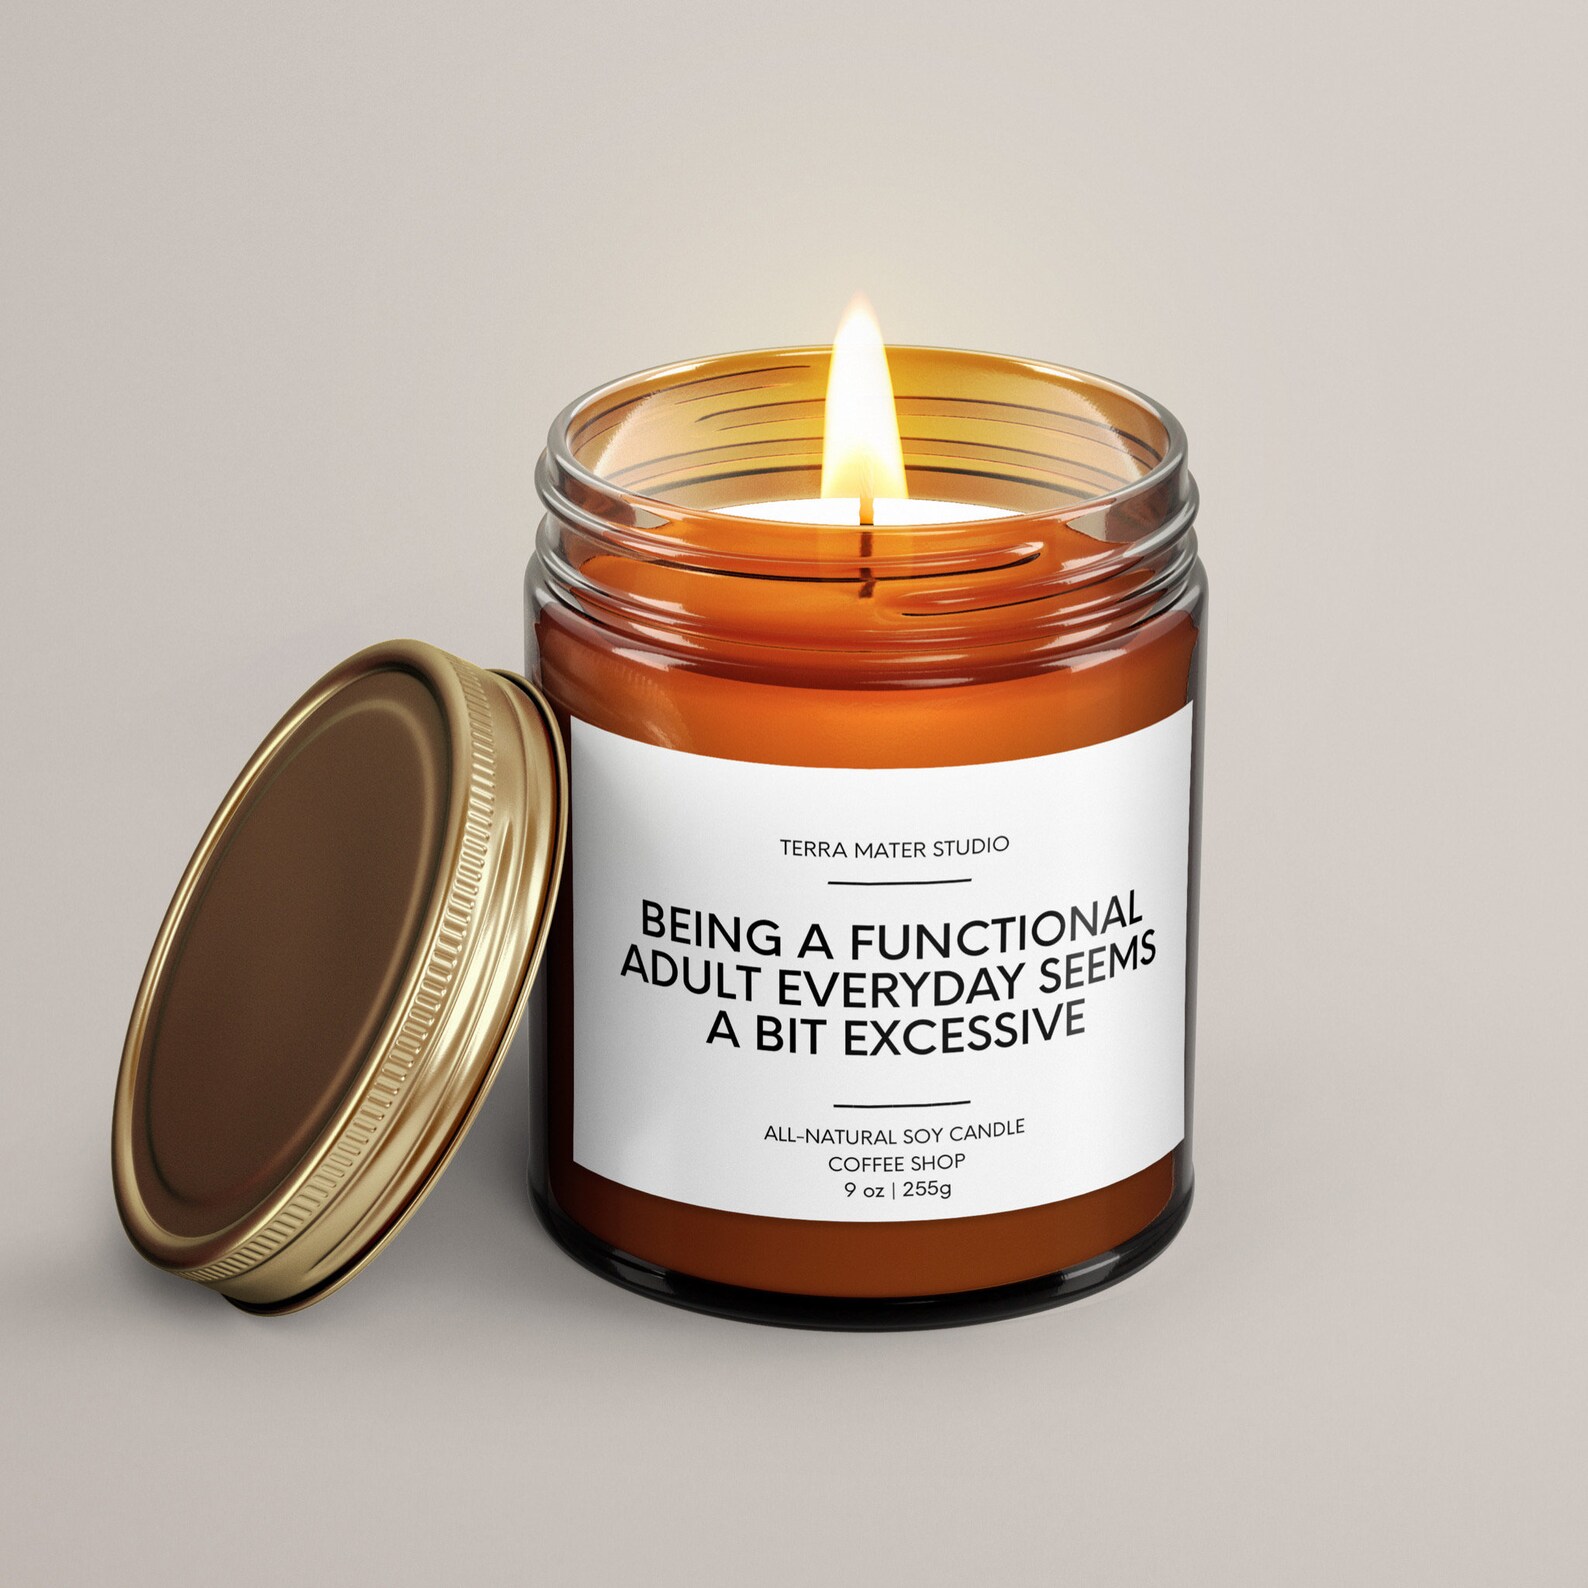 TERRA MATER STUDIO
BEING A FUNCTIONAL
ADULT EVERYDAY SEEMS
A BIT EXCESSIVE
ALL-NATURAL SOY CANDLE
COFFEE SHOP
9 oz | 255g